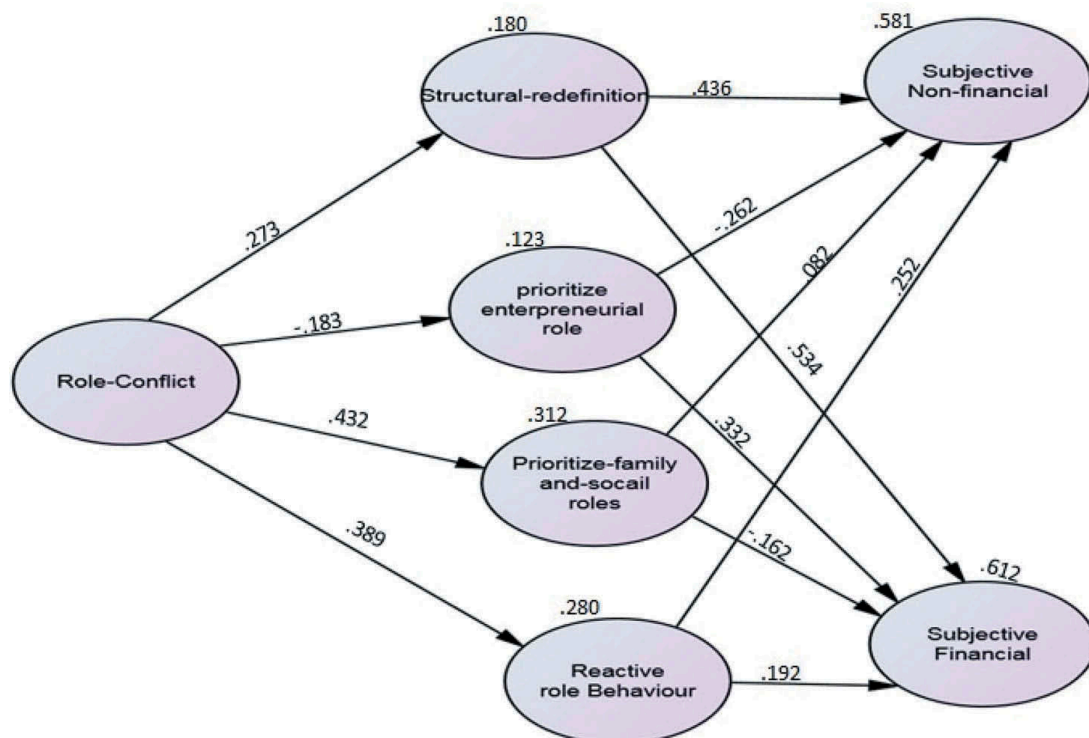 .180
Structural-redefinition
.581
Subjective
Non-financial
.436
.273
-.262
.123
prioritize
enterpreneurial
role
.082
.252
-.183
Role-Conflict
.534
.432
.312
Prioritize-family
and-socail
roles
.332
.389
-.162
.612
Subjective
Financial
.280
Reactive
role Behaviour
.192